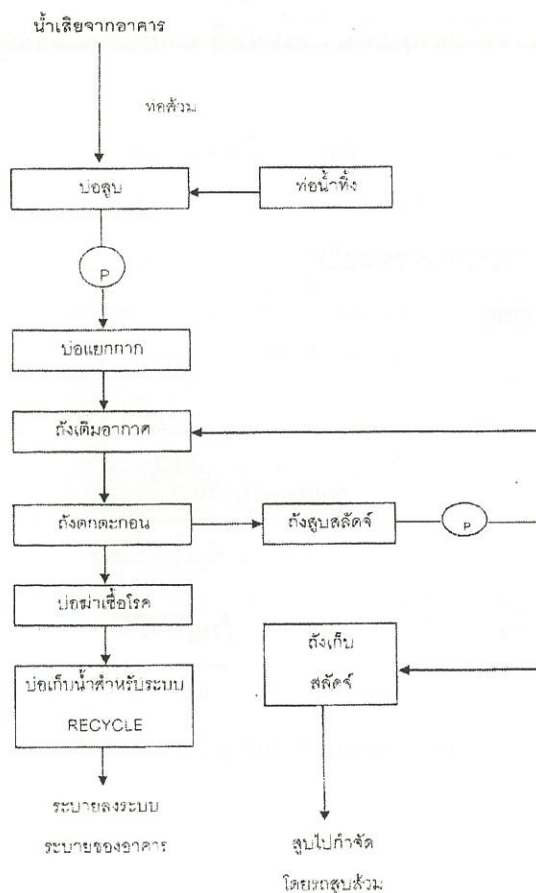 น้ำเสียจากอาคาร
ท่อส้วม
บ่อสูบ
ท่อน้ำทิ้ง
P
บ่อแยกกาก
ถังเติมอากาศ
ถังตกตะกอน
ถังสูบสลัดจ์
P
บ่อฆ่าเชื้อโรค
ถังเก็บ
สลัดจ์
บ่อเก็บน้ำสำหรับระบบ
RECYCLE
ระบายลงระบบ
ระบายของอาคาร
สูบไปกำจัด
โดยรถสูบส้วม